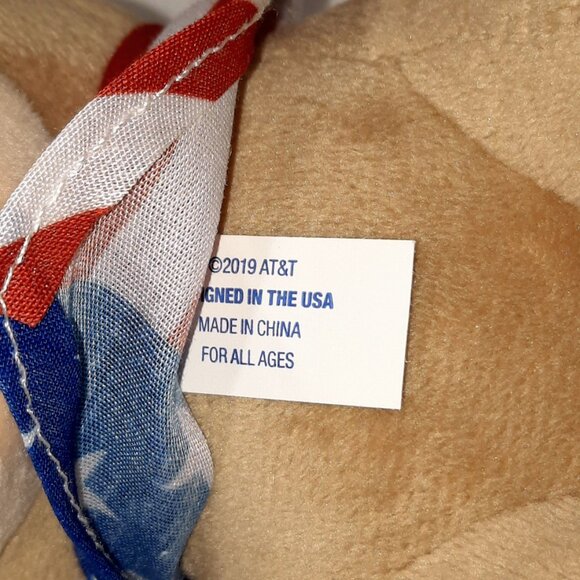 ©2019 AT&T
IGNED IN THE USA
MADE IN CHINA
FOR ALL AGES